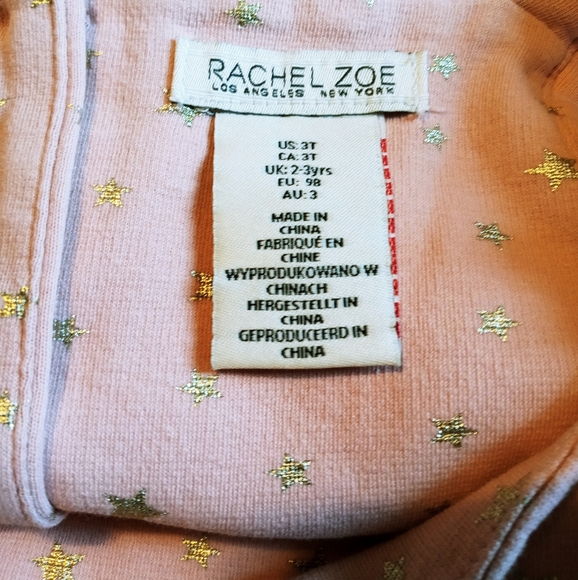 RACHEL ZOE
LOS ANGELES NEW YORK
US: 3T
CA: 3T
UK: 2-3yrs
EU: 98
AU: 3
MADE IN
CHINA
FABRIQUÉ EN
CHINE
WYPRODUKOWANO W
CHINACH
HERGESTELLT IN
CHINA
GEPRODUCEERD IN
CHINA